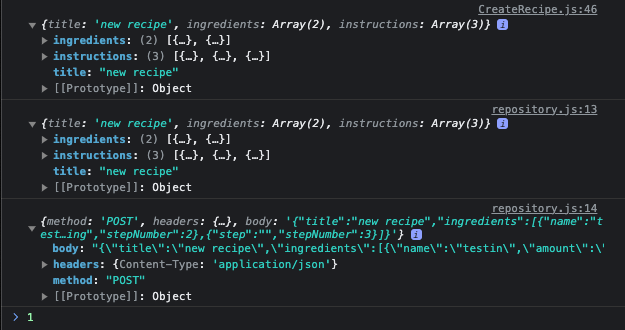 CreateRecipe.js:46
▼ {title: 'new recipe', ingredients: Array(2), instructions: Array(3)} i
▶ ingredients: (2) [{…}, {…}]
▶ instructions: (3) [{…}, {…}, {…}]
title: "new recipe"
▶ [[Prototype]]: Object
repository.js:13
▼ {title: 'new recipe', ingredients: Array(2), instructions: Array(3)} i
▶ ingredients: (2) [{…}, {…}]
▶ instructions: (3) [{…}, {…}, {…}]
title: "new recipe"
▶ [[Prototype]]: Object
repository.js:14
▼ {method: 'POST', headers: {…}, body: '{"title":"new recipe","ingredients":[{"name":"t
est…ing","stepNumber":2},{"step":"","stepNumber":3}]}'} i
body: "{\"title\":\"new recipe\",\"ingredients\":[{\"name\":\"testin\",\"amount\":\'
▶ headers: {Content-Type: 'application/json'}
method: "POST"
▶ [[Prototype]]: Object
> 1